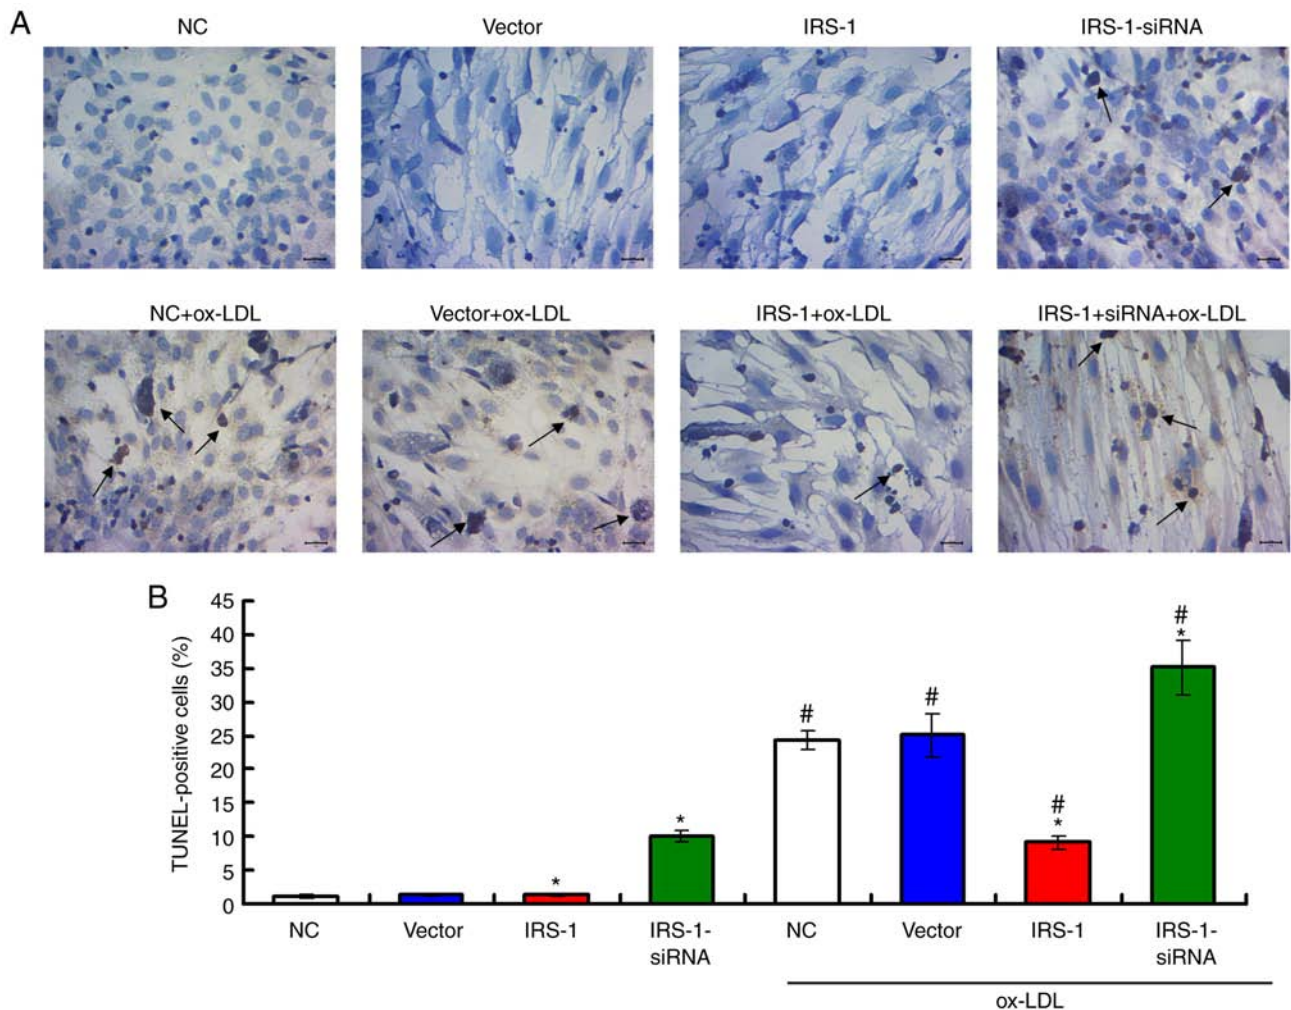 A
NC Vector IRS-1 IRS-1-siRNA
NC+ox-LDL Vector+ox-LDL IRS-1+ox-LDL IRS-1+siRNA+ox-LDL
B
TUNEL-positive cells (%)
45
40
35
30
25
20
15
10
5
0
* * # # # * # *
NC Vector IRS-1 IRS-1-
siRNA
NC Vector IRS-1 IRS-1-
siRNA
ox-LDL